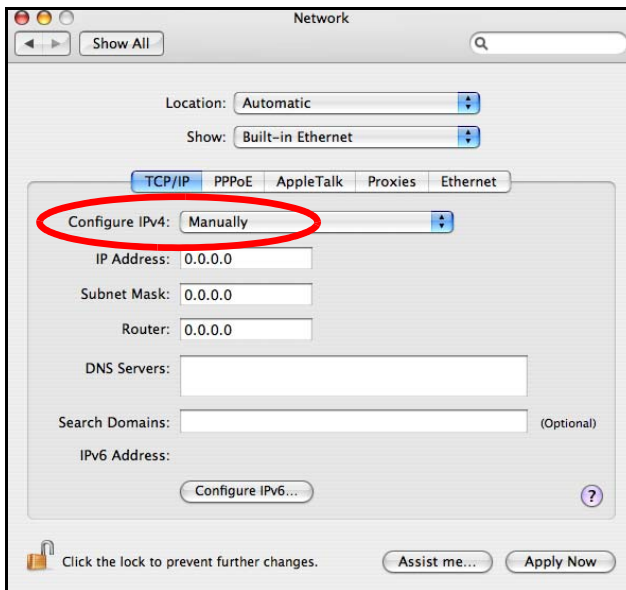 Network
Show All
Location: Automatic
Show: Built-in Ethernet
TCP/IP PPPoE AppleTalk Proxies Ethernet
Configure IPv4: Manually
IP Address: 0.0.0.0
Subnet Mask: 0.0.0.0
Router: 0.0.0.0
DNS Servers:
Search Domains: (Optional)
IPv6 Address:
Configure IPv6...
?
Click the lock to prevent further changes. Assist me... Apply Now